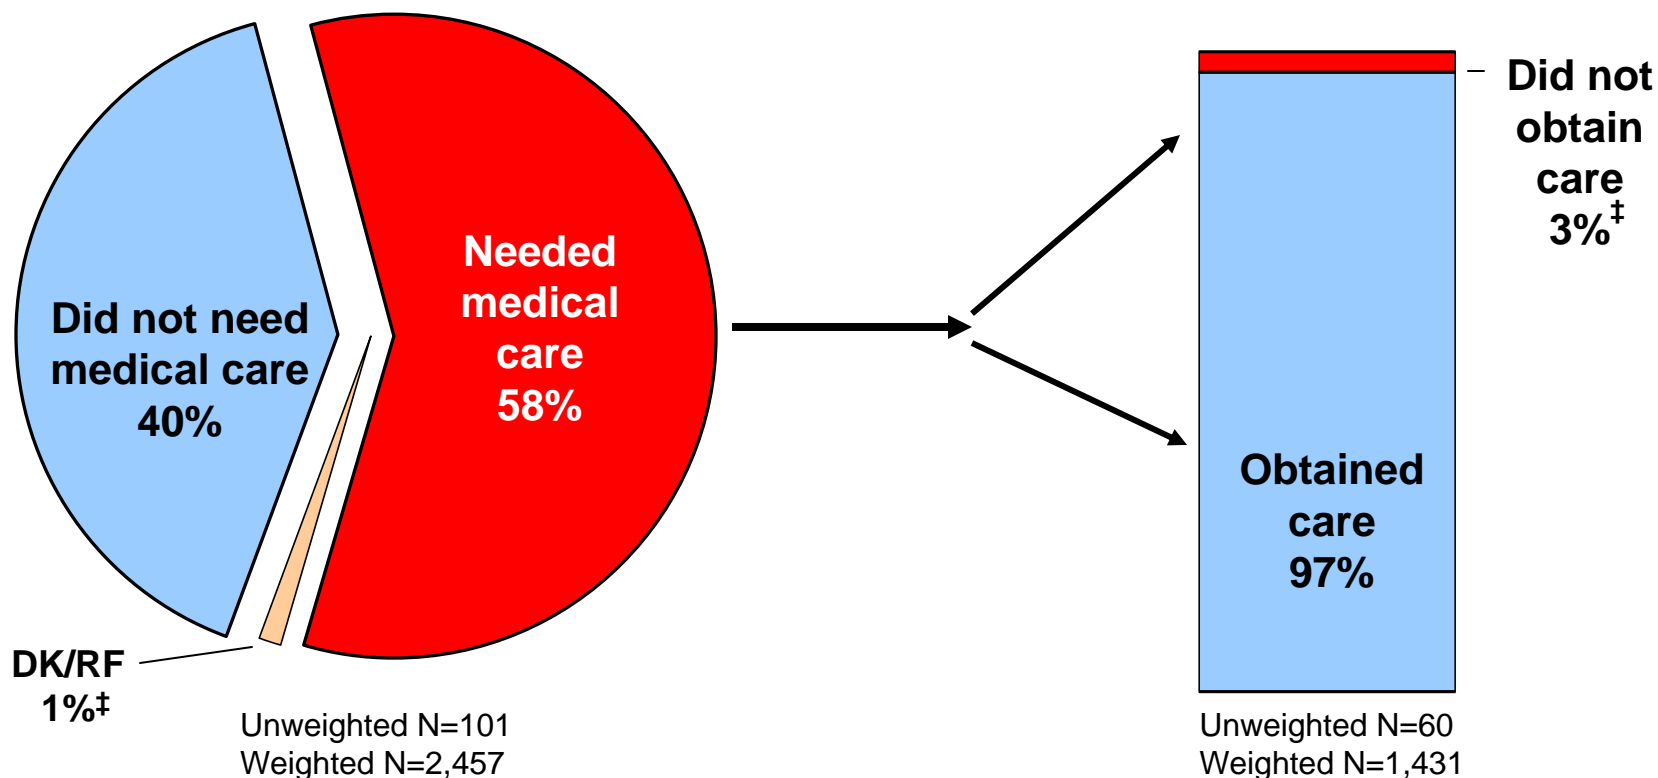 Did not need
medical care
40%
Needed
medical
care
58%
DK/RF
1%‡
Unweighted N=101
Weighted N=2,457
Did not
obtain
care
3%‡
Obtained
care
97%
Unweighted N=60
Weighted N=1,431